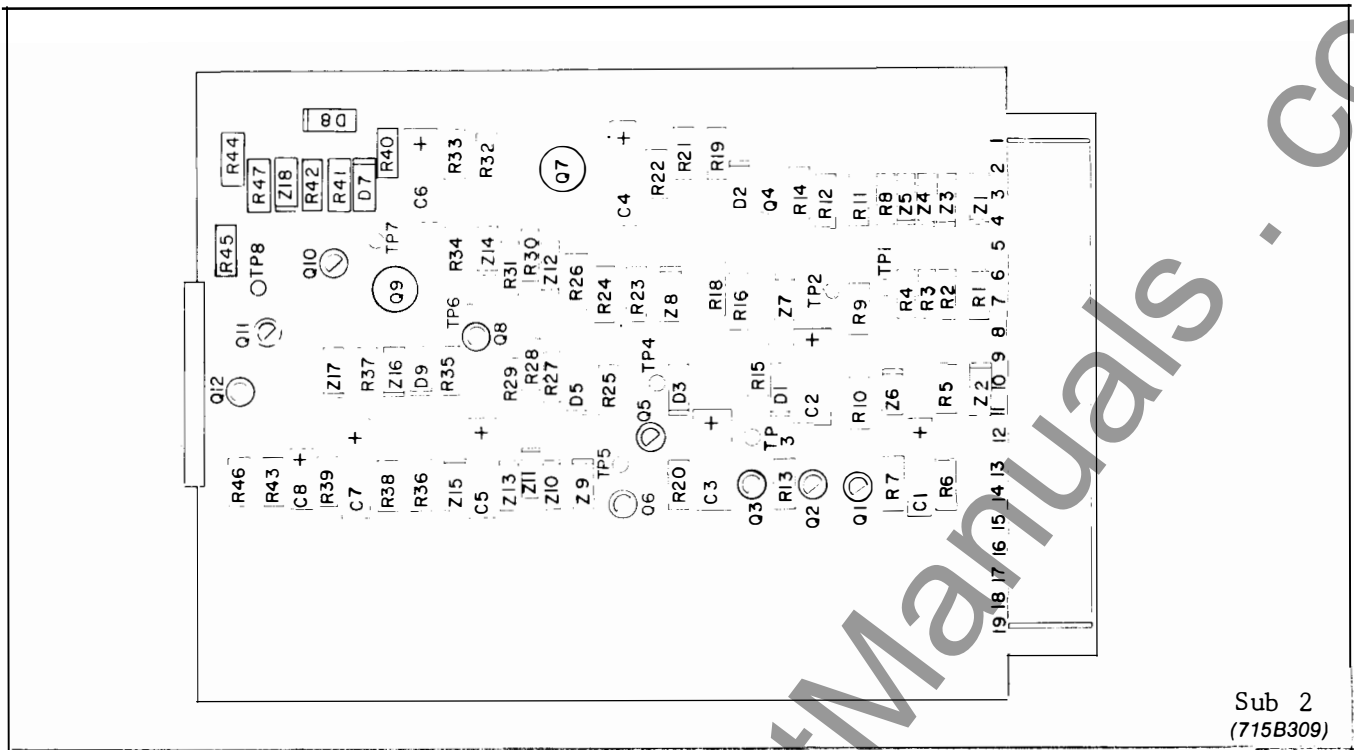 D8
R44
R47
Z18
R42
R41
D7
R40
C6
+
R33
R32
Q7
+
C4
R22
R21
R19
D2
Q4
R14
R12
R11
R8
Z5
Z4
Z3
Z1
R45
TP8
Q10
TP7
Q9
R34
Z14
R31
R30
Z12
R26
R24
R23
Z8
R18
R16
Z7
TP2
R9
TP1
R4
R3
R2
R1
Q11
TP6
Q8
Q12
Z17
R37
Z16
D9
R35
R29
R28
R27
D5
R25
TP4
D3
R15
D1
+
C2
R10
Z6
R5
Z2
Q5
+
C7
+
C5
+
C3
TP3
+
C1
R46
R43
+
C8
R39
R38
R36
Z15
Z13
Z11
Z10
Z9
TP5
Q6
R20
Q3
R13
Q2
Q1
R7
R6
1
2
3
4
5
6
7
8
9
10
11
12
13
14
15
16
17
18
19
Sub 2
(715B309)
tManuals.co